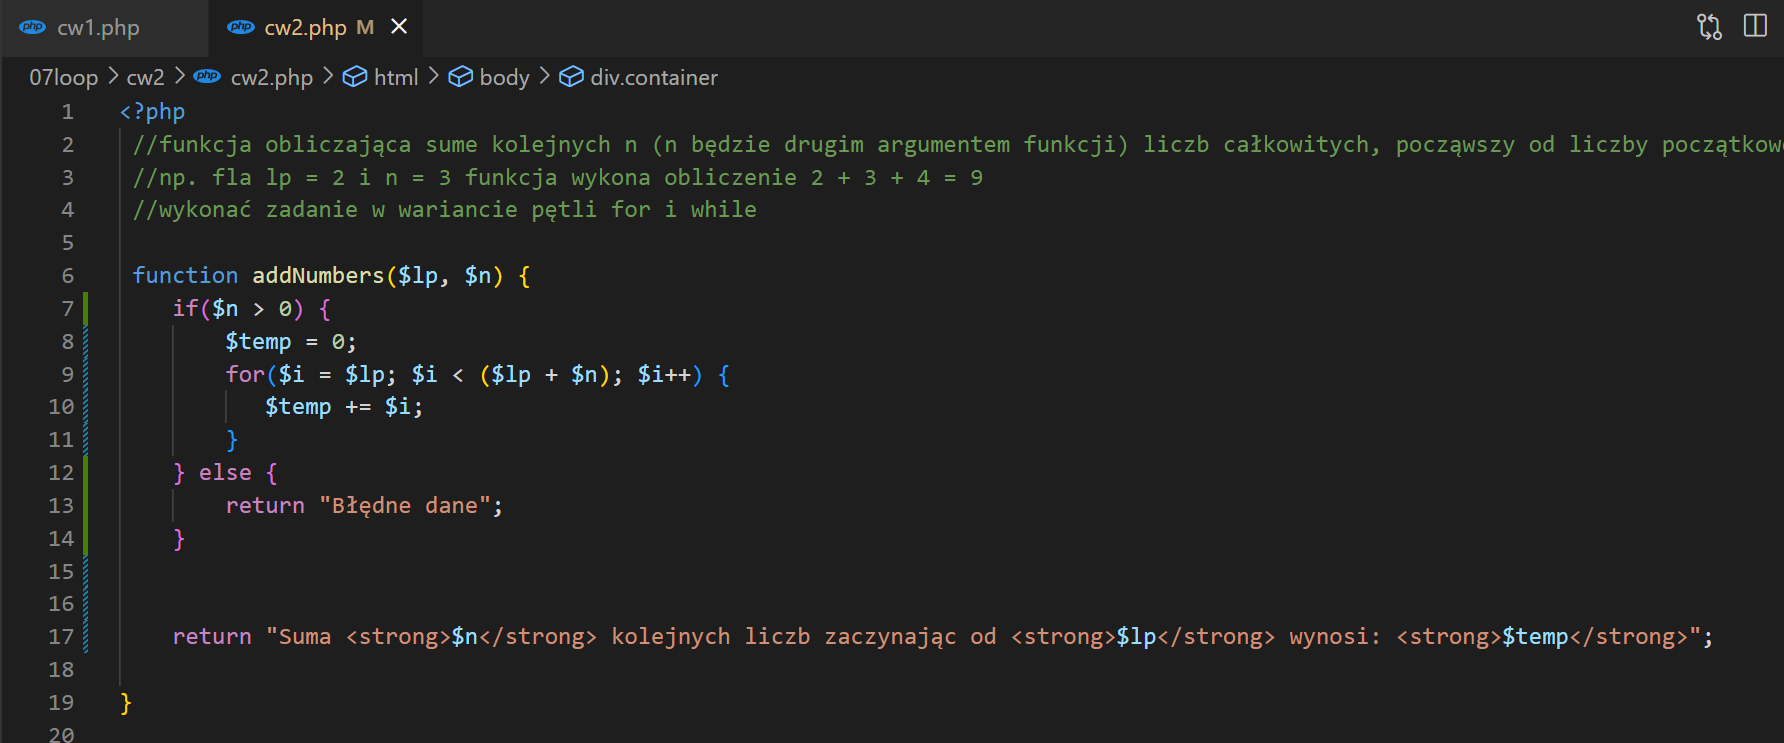 php cw1.php php cw2.php M
07loop > cw2 > php cw2.php > html > body > div.container
1 <?php
2 //funkcja obliczająca sume kolejnych n (n będzie drugim argumentem funkcji) liczb całkowitych, począwszy od liczby
3 //np. fla lp = 2 i n = 3 funkcja wykona obliczenie 2 + 3 + 4 = 9
4 //wykonać zadanie w wariancie pętli for i while
5
6 function addNumbers($lp, $n) {
7 if($n > 0) {
8 $temp = 0;
9 for($i = $lp; $i < ($lp + $n); $i++) {
10 $temp += $i;
11 }
12 } else {
13 return "Błędne dane";
14 }
15
16
17 return "Suma <strong>$n</strong> kolejnych liczb zaczynając od <strong>$lp</strong> wynosi: <strong>$temp</strong>";
18
19 }
20